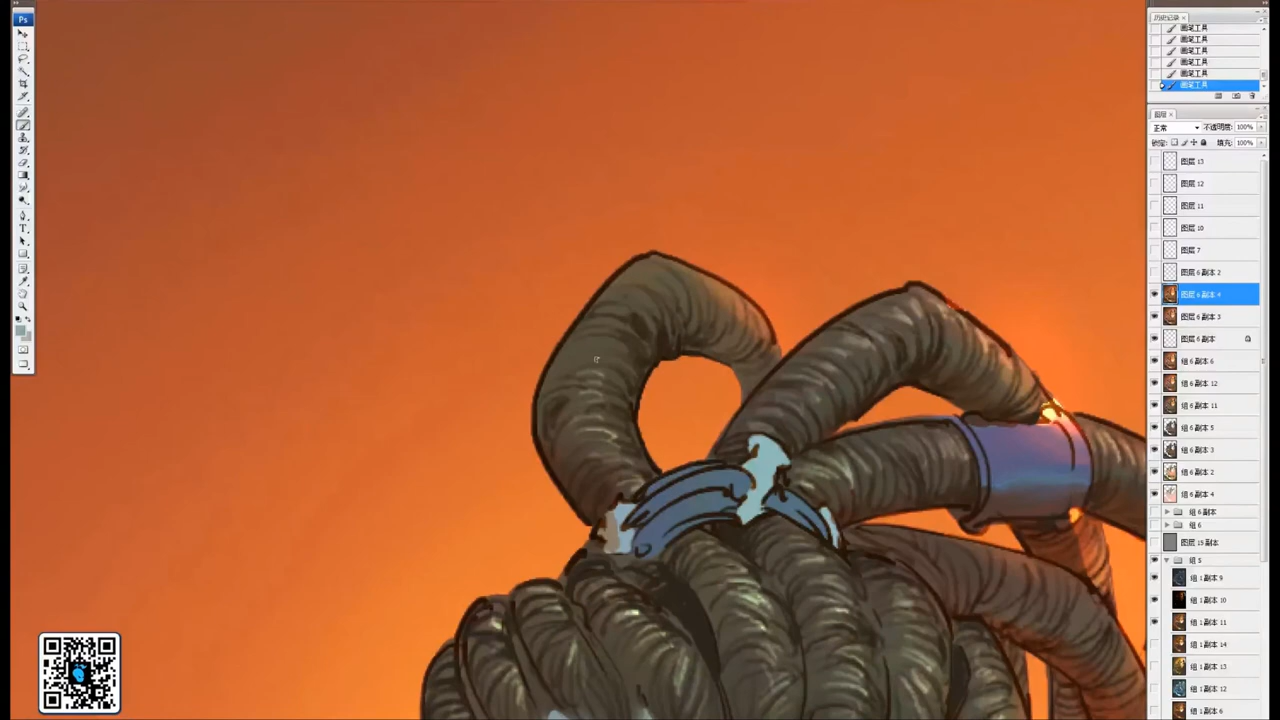 Ps
T
历史记录
画笔工具
画笔工具
画笔工具
画笔工具
画笔工具
画笔工具
图层
正常
不透明度: 100%
锁定:
填充: 100%
图层 13
图层 12
图层 11
图层 10
图层 7
图层 6 副本 2
图层 6 副本 4
图层 6 副本 3
图层 6 副本
组 6 副本 6
组 6 副本 12
组 6 副本 11
组 6 副本 5
组 6 副本 3
组 6 副本 2
组 6 副本 4
组 6 副本
组 6
图层 15 副本
组 5
组 1 副本 9
组 1 副本 10
组 1 副本 11
组 1 副本 14
组 1 副本 13
组 1 副本 12
组 1 副本 6